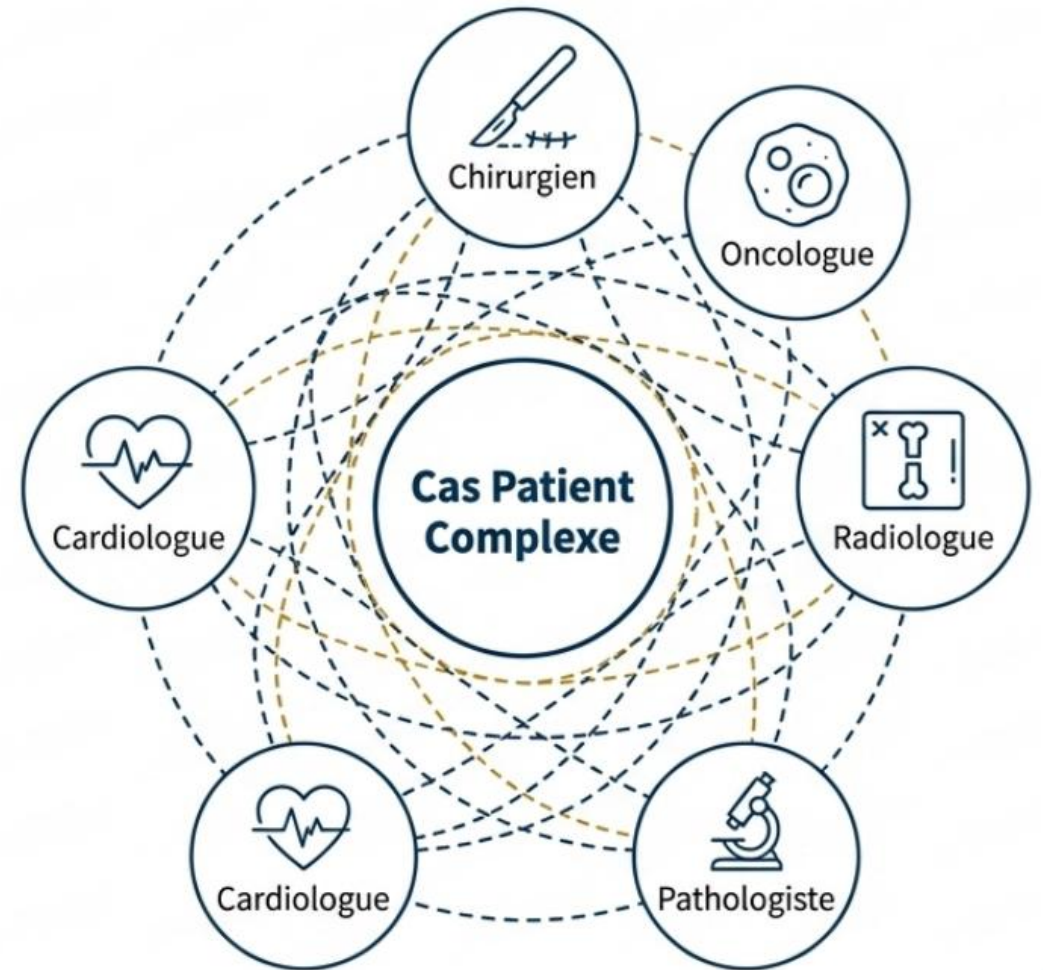 Chirurgien
Oncologue
Cardiologue
Cas Patient
Complexe
Radiologue
Cardiologue
Pathologiste